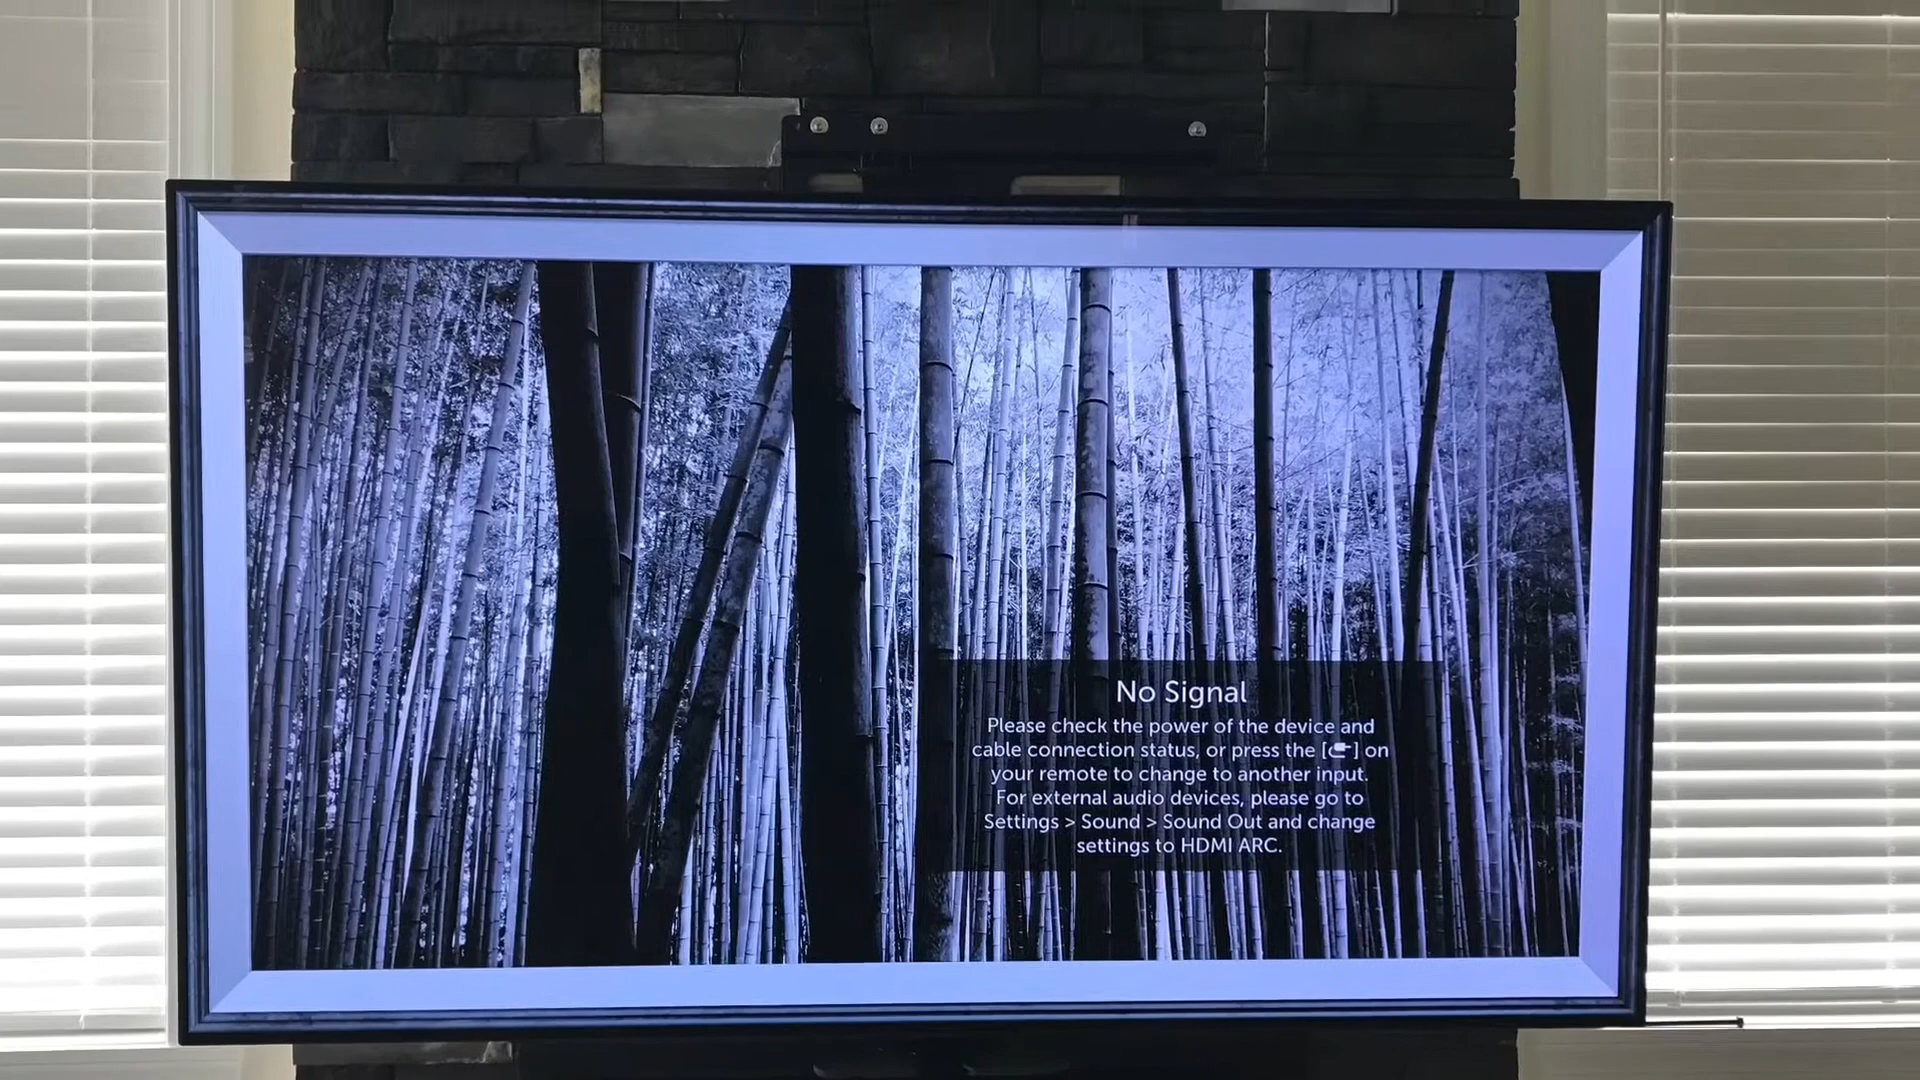 No Signal
Please check the power of the device and
cable connection status, or press the [ ] on
your remote to change to another input.
For external audio devices, please go to
Settings > Sound > Sound Out and change
settings to HDMI ARC.